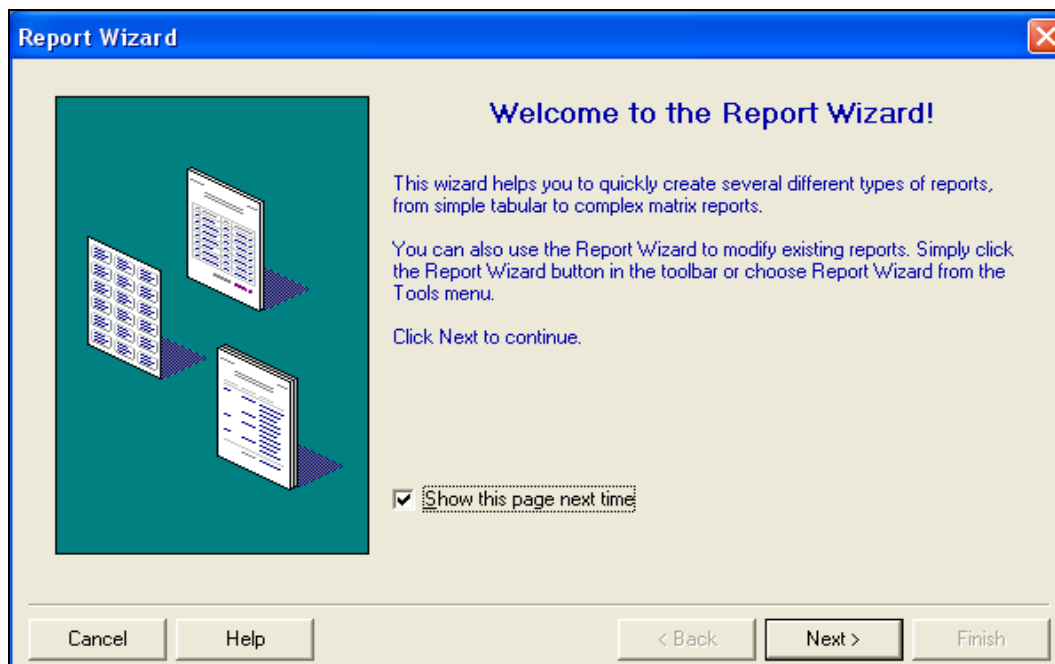 Report Wizard
Welcome to the Report Wizard!
This wizard helps you to quickly create several different types of reports,
from simple tabular to complex matrix reports.
You can also use the Report Wizard to modify existing reports. Simply click
the Report Wizard button in the toolbar or choose Report Wizard from the
Tools menu.
Click Next to continue.
Show this page next time
Cancel Help < Back Next > Finish